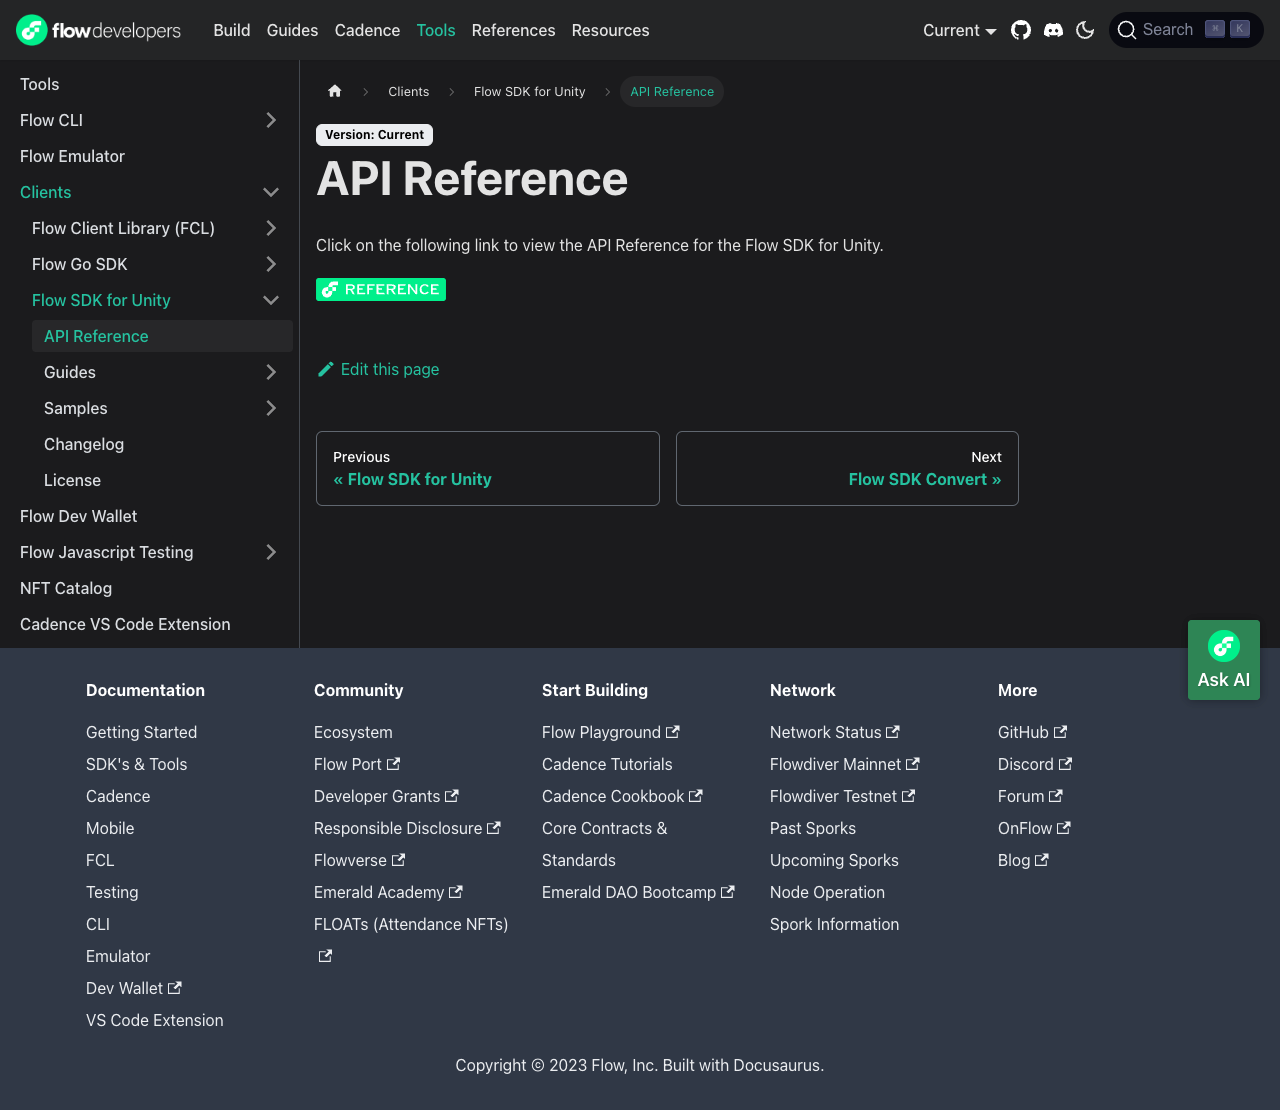 flowdevelopers
Build Guides Cadence Tools References Resources
Current
Search ⌘ K
Tools
Flow CLI
Flow Emulator
Clients
Flow Client Library (FCL)
Flow Go SDK
Flow SDK for Unity
API Reference
Guides
Samples
Changelog
License
Flow Dev Wallet
Flow Javascript Testing
NFT Catalog
Cadence VS Code Extension
Clients > Flow SDK for Unity > API Reference
Version: Current
API Reference
Click on the following link to view the API Reference for the Flow SDK for Unity.
REFERENCE
Edit this page
Previous
« Flow SDK for Unity
Next
Flow SDK Convert »
Ask AI
Documentation
Getting Started
SDK's & Tools
Cadence
Mobile
FCL
Testing
CLI
Emulator
Dev Wallet
VS Code Extension
Community
Ecosystem
Flow Port
Developer Grants
Responsible Disclosure
Flowverse
Emerald Academy
FLOATs (Attendance NFTs)
Start Building
Flow Playground
Cadence Tutorials
Cadence Cookbook
Core Contracts &
Standards
Emerald DAO Bootcamp
Network
Network Status
Flowdiver Mainnet
Flowdiver Testnet
Past Sporks
Upcoming Sporks
Node Operation
Spork Information
More
GitHub
Discord
Forum
OnFlow
Blog
Copyright © 2023 Flow, Inc. Built with Docusaurus.